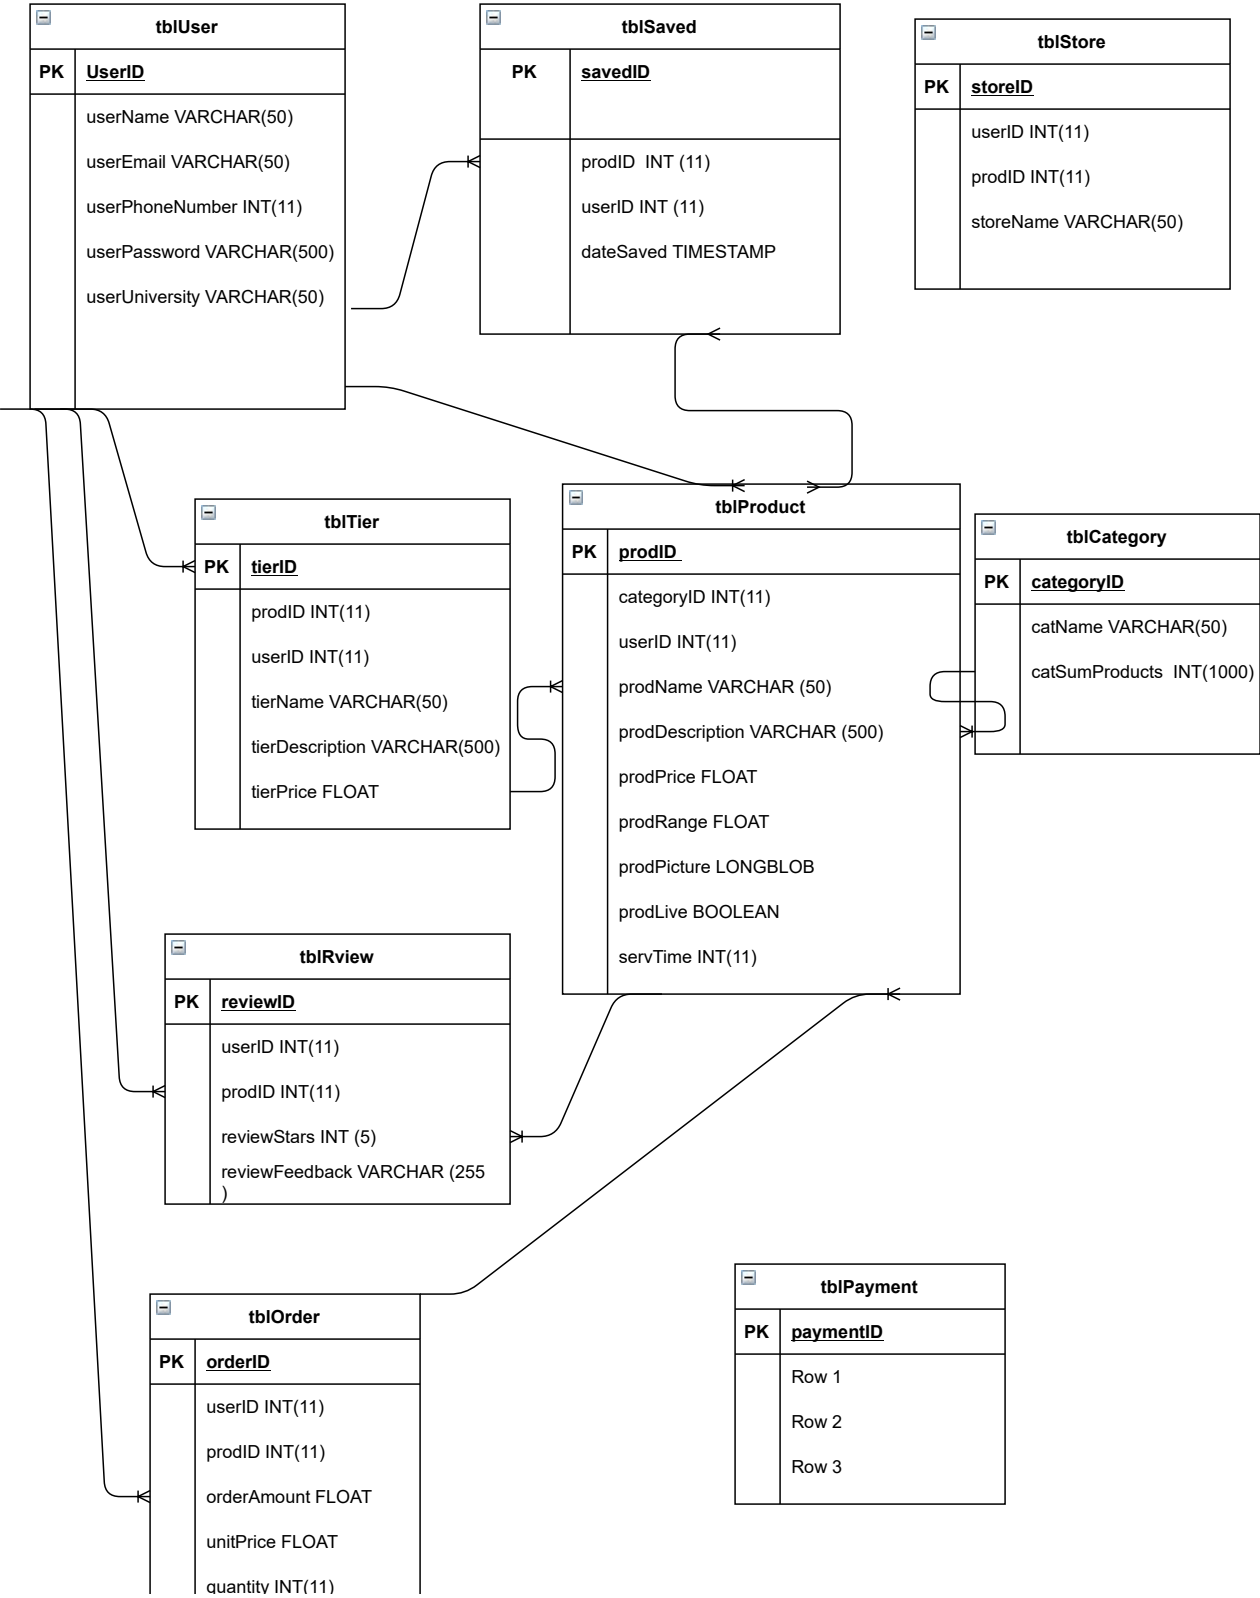 tblUser
PK UserID
userName VARCHAR(50)
userEmail VARCHAR(50)
userPhoneNumber INT(11)
userPassword VARCHAR(500)
userUniversity VARCHAR(50)
tblSaved
PK savedID
prodID  INT (11)
userID INT (11)
dateSaved TIMESTAMP
tblStore
PK storeID
userID INT(11)
prodID INT(11)
storeName VARCHAR(50)
tblTier
PK tierID
prodID INT(11)
userID INT(11)
tierName VARCHAR(50)
tierDescription VARCHAR(500)
tierPrice FLOAT
tblProduct
PK prodID
categoryID INT(11)
userID INT(11)
prodName VARCHAR (50)
prodDescription VARCHAR (500)
prodPrice FLOAT
prodRange FLOAT
prodPicture LONGBLOB
prodLive BOOLEAN
servTime INT(11)
tblCategory
PK categoryID
catName VARCHAR(50)
catSumProducts  INT(1000)
tblRview
PK reviewID
userID INT(11)
prodID INT(11)
reviewStars INT (5)
reviewFeedback VARCHAR (255
)
tblOrder
PK orderID
userID INT(11)
prodID INT(11)
orderAmount FLOAT
unitPrice FLOAT
quantity INT(11)
tblPayment
PK paymentID
Row 1
Row 2
Row 3